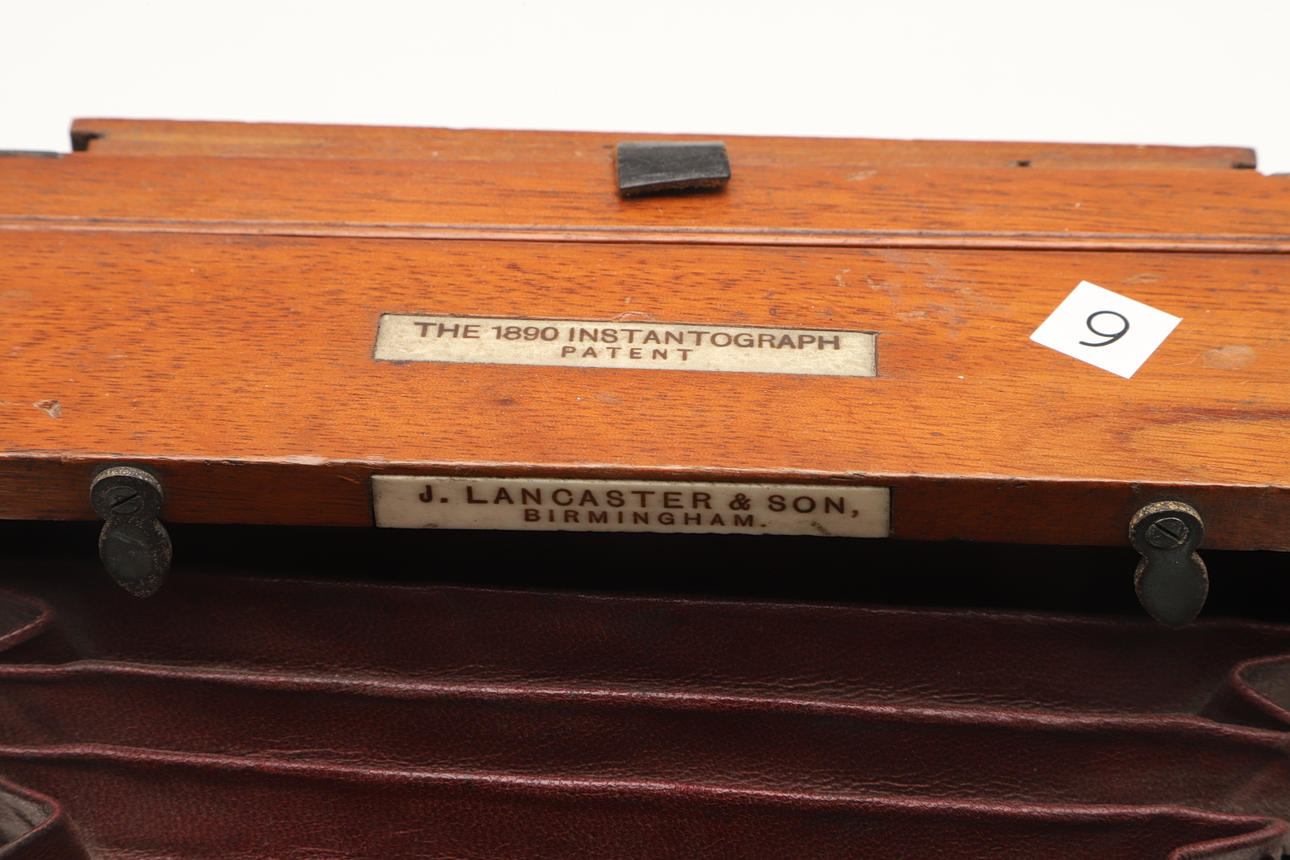 THE 1890 INSTANTOGRAPH
PATENT
9
J. LANCASTER & SON,
BIRMINGHAM.